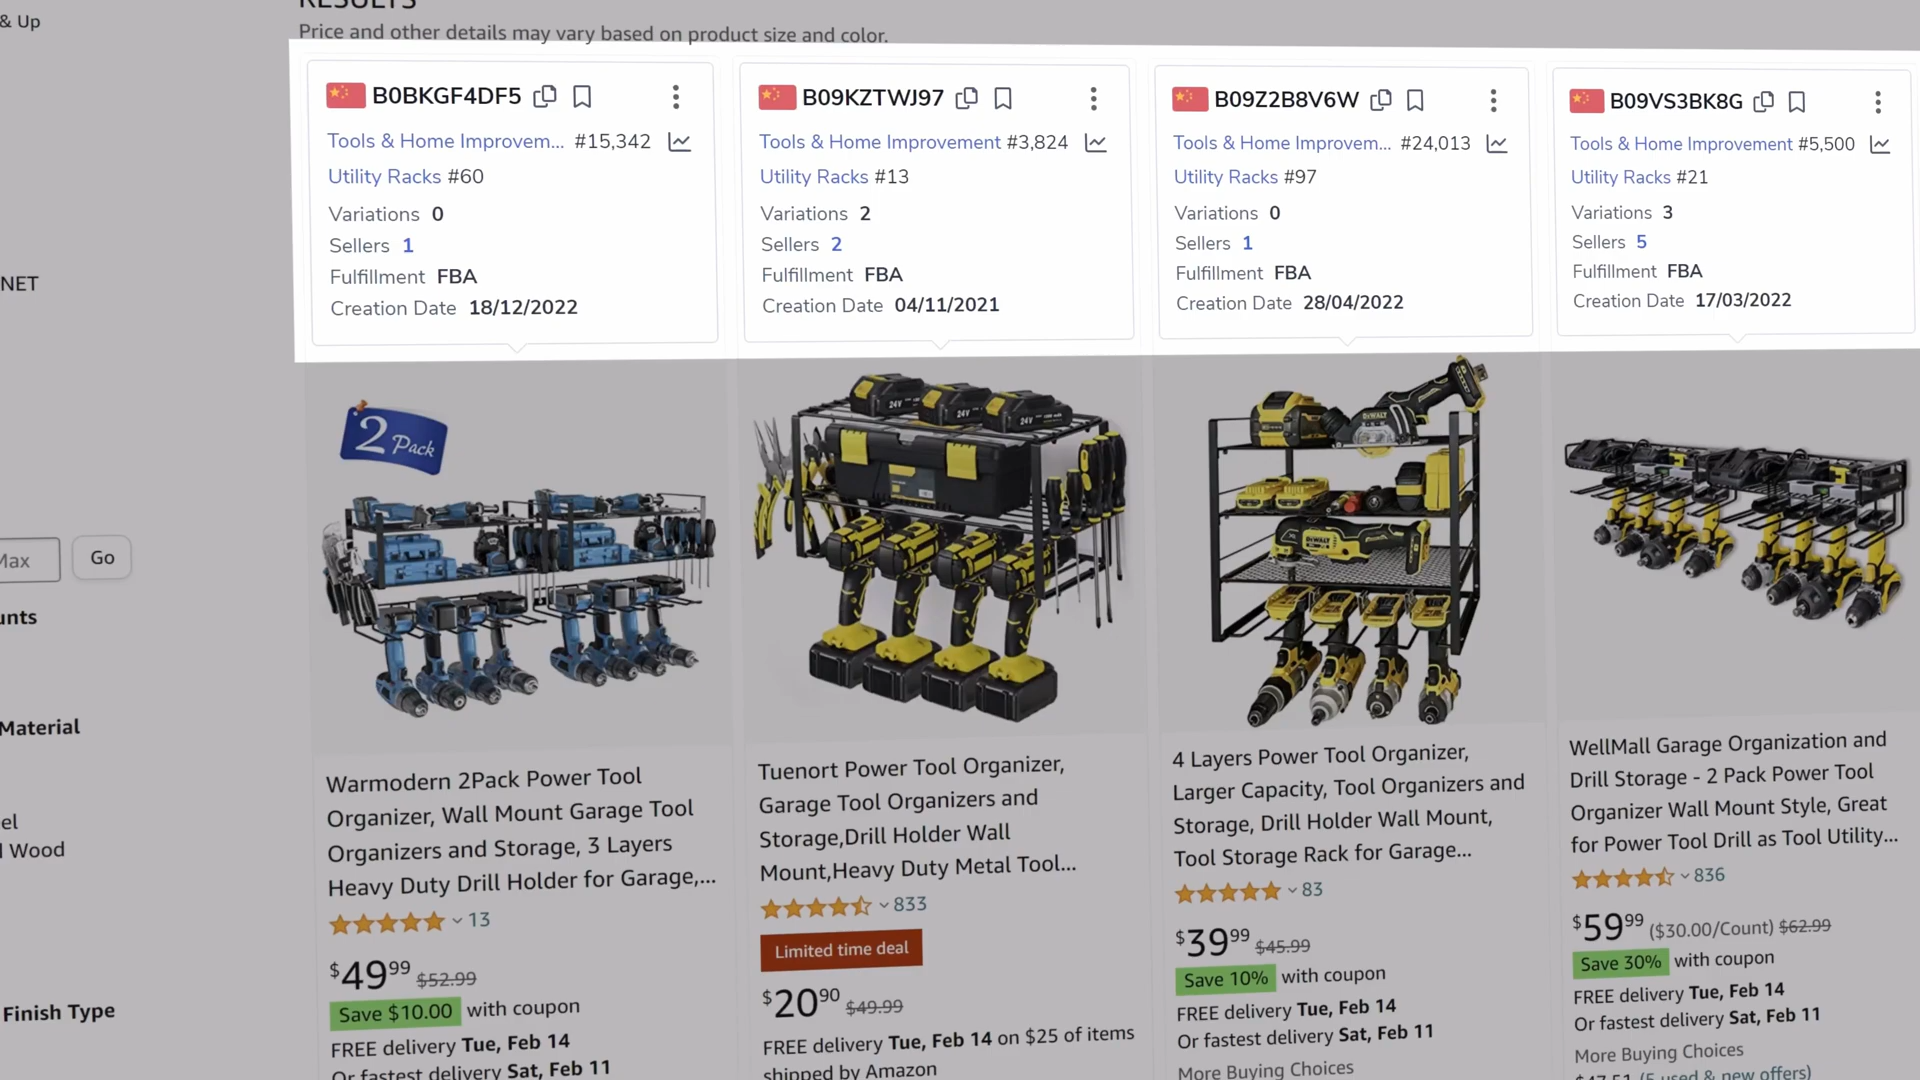 & Up
RESULTS
Price and other details may vary based on product size and color.
B0BKGF4DF5
Tools & Home Improvem... #15,342
Utility Racks #60
Variations 0
Sellers 1
Fulfillment FBA
Creation Date 18/12/2022
B09KZTWJ97
Tools & Home Improvement #3,824
Utility Racks #13
Variations 2
Sellers 2
Fulfillment FBA
Creation Date 04/11/2021
B09Z2B8V6W
Tools & Home Improvem... #24,013
Utility Racks #97
Variations 0
Sellers 1
Fulfillment FBA
Creation Date 28/04/2022
B09VS3BK8G
Tools & Home Improvement #5,500
Utility Racks #21
Variations 3
Sellers 5
Fulfillment FBA
Creation Date 17/03/2022
NET
Max
Go
unts
Material
el
l Wood
Finish Type
2 Pack
Warmodern 2Pack Power Tool
Organizer, Wall Mount Garage Tool
Organizers and Storage, 3 Layers
Heavy Duty Drill Holder for Garage,...
13
$49.99 $52.99
Save $10.00 with coupon
FREE delivery Tue, Feb 14
Or fastest delivery Sat, Feb 11
24V
24V
24V
Tuenort Power Tool Organizer,
Garage Tool Organizers and
Storage,Drill Holder Wall
Mount,Heavy Duty Metal Tool...
833
Limited time deal
$20.90 $49.99
FREE delivery Tue, Feb 14 on $25 of items
shipped by Amazon
DEWALT
DEWALT
4 Layers Power Tool Organizer,
Larger Capacity, Tool Organizers and
Storage, Drill Holder Wall Mount,
Tool Storage Rack for Garage...
83
$39.99 $45.99
Save 10% with coupon
FREE delivery Tue, Feb 14
Or fastest delivery Sat, Feb 11
More Buying Choices
WellMall Garage Organization and
Drill Storage - 2 Pack Power Tool
Organizer Wall Mount Style, Great
for Power Tool Drill as Tool Utility...
836
$59.99 ($30.00/Count) $62.99
Save 30% with coupon
FREE delivery Tue, Feb 14
Or fastest delivery Sat, Feb 11
More Buying Choices
$47.51 (5 used & new offers)